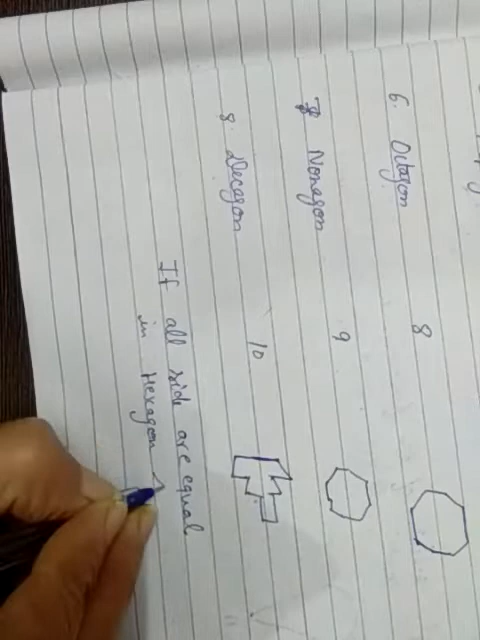 6. Octagon 8
7 Nonagon 9
8. Decagon 10
If all side are equal
in Hexagon